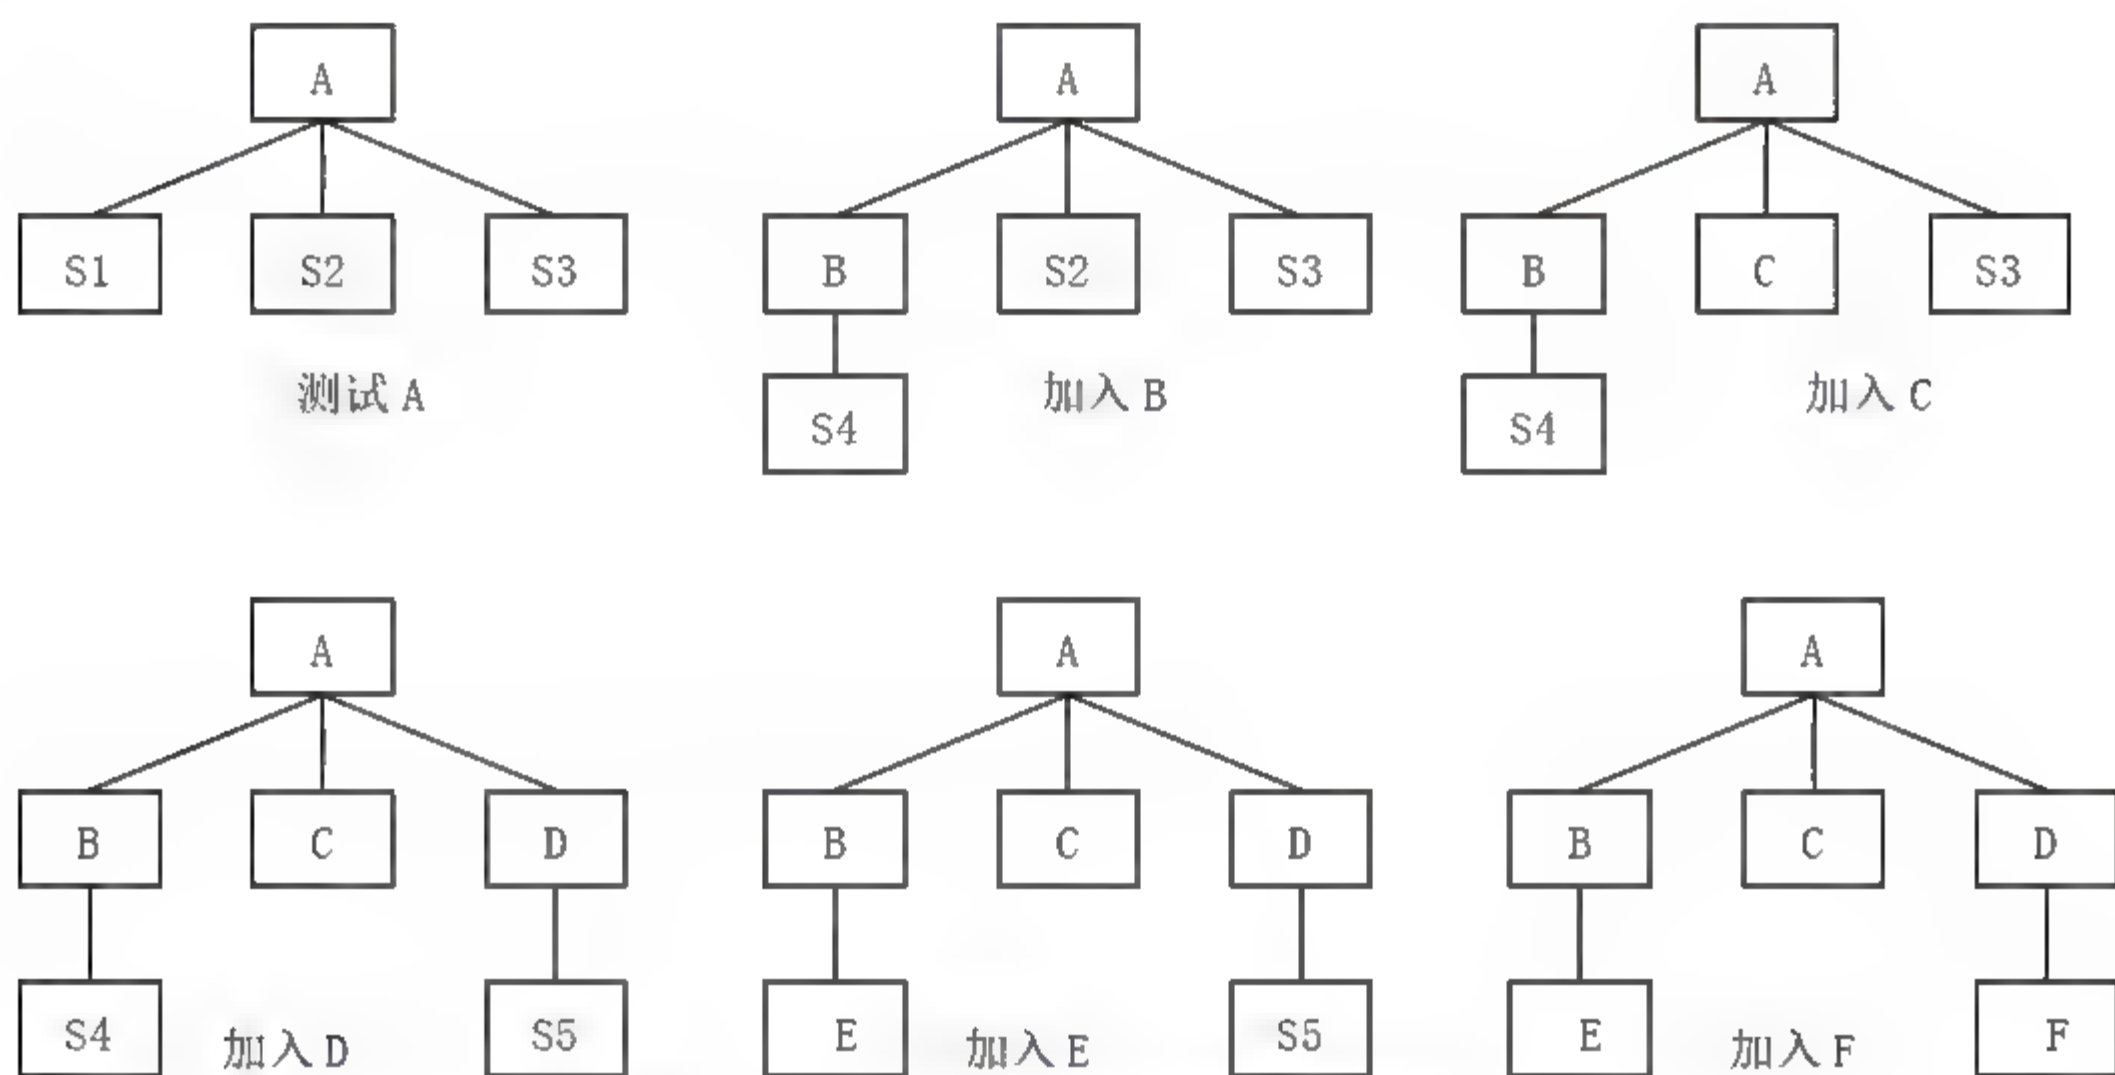 A
A
A
S1 S2 S3
B S2 S3
B C S3
测试 A
加入 B
加入 C
S4
S4
A
A
A
B C D
B C D
B C D
S4 加入 D S5
E 加入 E S5
E 加入 F F